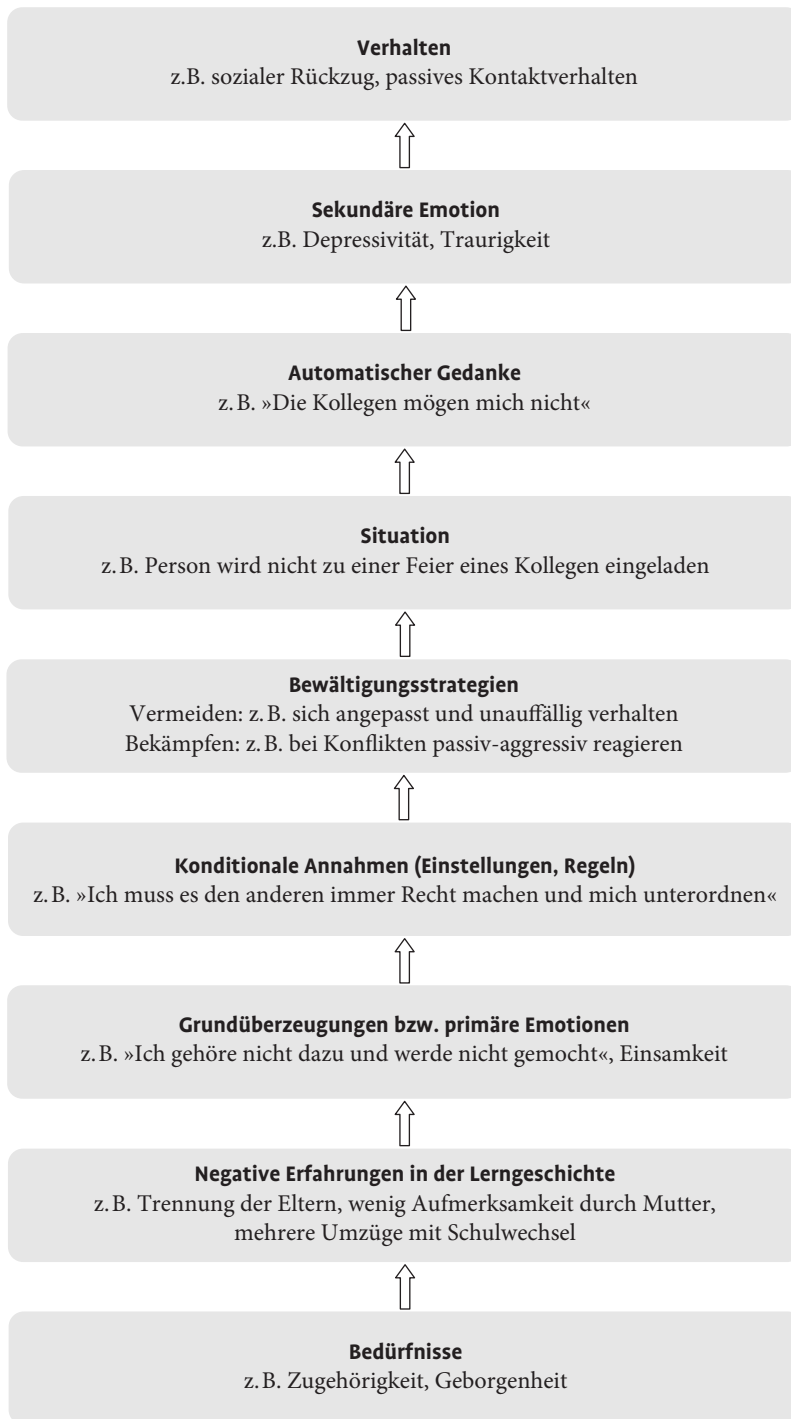 Verhalten
z.B. sozialer Rückzug, passives Kontaktverhalten
Sekundäre Emotion
z.B. Depressivität, Traurigkeit
Automatischer Gedanke
z.B. »Die Kollegen mögen mich nicht«
Situation
z.B. Person wird nicht zu einer Feier eines Kollegen eingeladen
Bewältigungsstrategien
Vermeiden: z.B. sich angepasst und unauffällig verhalten
Bekämpfen: z.B. bei Konflikten passiv-aggressiv reagieren
Konditionale Annahmen (Einstellungen, Regeln)
z.B. »Ich muss es den anderen immer Recht machen und mich unterordnen«
Grundüberzeugungen bzw. primäre Emotionen
z.B. »Ich gehöre nicht dazu und werde nicht gemocht«, Einsamkeit
Negative Erfahrungen in der Lerngeschichte
z.B. Trennung der Eltern, wenig Aufmerksamkeit durch Mutter,
mehrere Umzüge mit Schulwechsel
Bedürfnisse
z.B. Zugehörigkeit, Geborgenheit